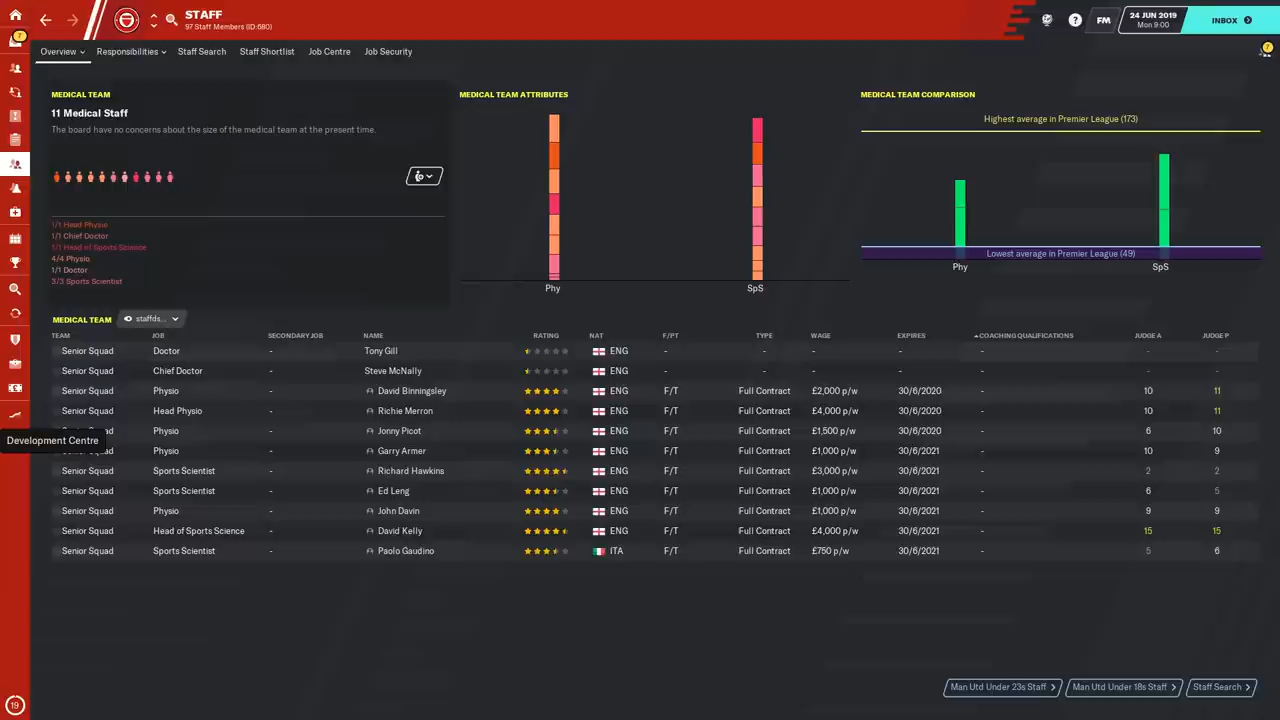 STAFF
97 Staff Members (ID:680)
FM
24 JUN 2019
Mon 9:00
INBOX
7
7
Overview
Responsibilities
Staff Search
Staff Shortlist
Job Centre
Job Security
MEDICAL TEAM
11 Medical Staff
The board have no concerns about the size of the medical team at the present time.
1/1 Head Physio
1/1 Chief Doctor
1/1 Head of Sports Science
4/4 Physio
1/1 Doctor
3/3 Sports Scientist
MEDICAL TEAM ATTRIBUTES
Phy
SpS
MEDICAL TEAM COMPARISON
Highest average in Premier League (173)
Lowest average in Premier League (49)
Phy
SpS
MEDICAL TEAM
staffds...
TEAM JOB SECONDARY JOB NAME RATING NAT F/PT TYPE WAGE EXPIRES COACHING QUALIFICATIONS JUDGE A JUDGE P
Senior Squad Doctor - Tony Gill ENG - - - - - - -
Senior Squad Chief Doctor - Steve McNally ENG - - - - - - -
Senior Squad Physio - David Binningsley ENG F/T Full Contract £2,000 p/w 30/6/2020 - 10 11
Senior Squad Head Physio - Richie Merron ENG F/T Full Contract £4,000 p/w 30/6/2020 - 10 11
Senior Squad Physio - Jonny Picot ENG F/T Full Contract £1,500 p/w 30/6/2020 - 6 10
Senior Squad Physio - Garry Armer ENG F/T Full Contract £1,000 p/w 30/6/2021 - 10 9
Senior Squad Sports Scientist - Richard Hawkins ENG F/T Full Contract £3,000 p/w 30/6/2021 - 2 2
Senior Squad Sports Scientist - Ed Leng ENG F/T Full Contract £1,000 p/w 30/6/2021 - 6 5
Senior Squad Physio - John Davin ENG F/T Full Contract £1,000 p/w 30/6/2021 - 9 9
Senior Squad Head of Sports Science - David Kelly ENG F/T Full Contract £4,000 p/w 30/6/2021 - 15 15
Senior Squad Sports Scientist - Paolo Gaudino ITA F/T Full Contract £750 p/w 30/6/2021 - 5 6
Development Centre
Man Utd Under 23s Staff
Man Utd Under 18s Staff
Staff Search
19